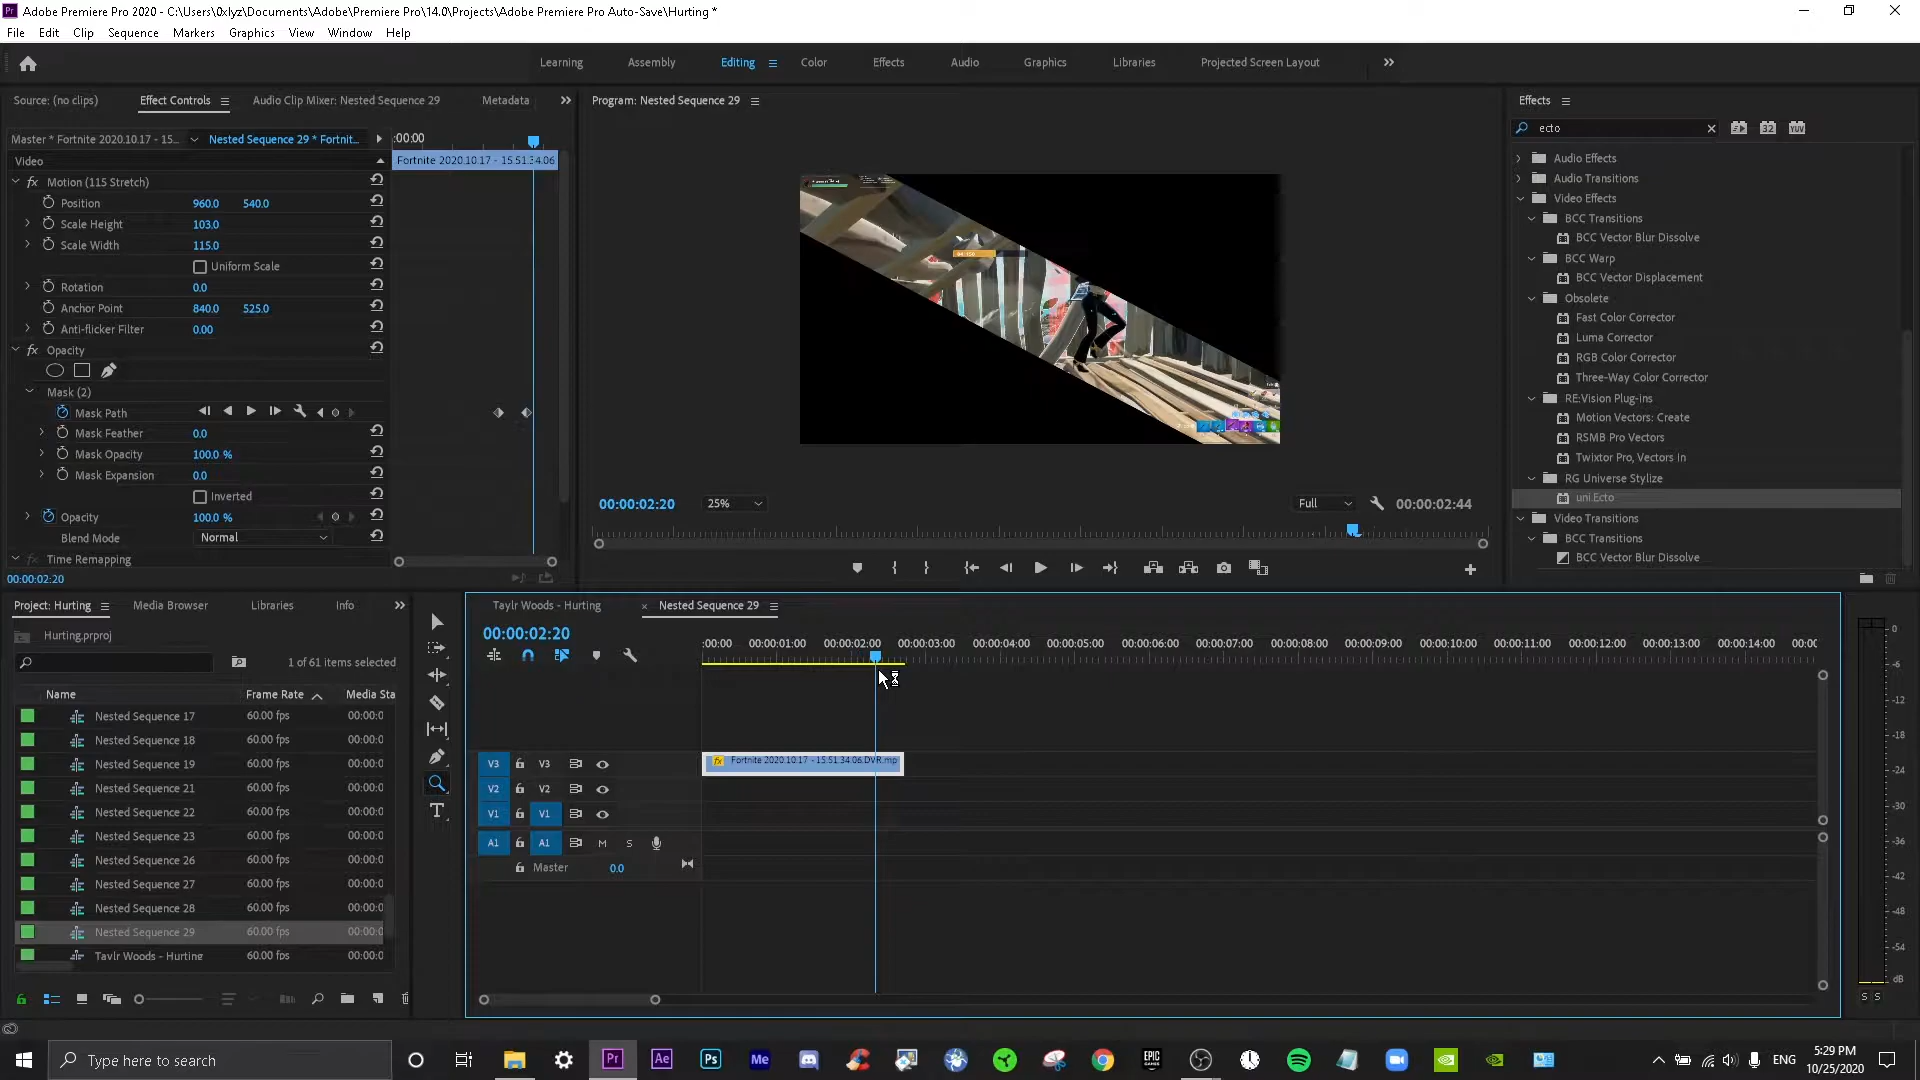 Adobe Premiere Pro 2020 - C:\Users\0xlyz\Documents\Adobe\Premiere Pro\14.0\Projects\Adobe Premiere Pro Auto-Save\Hurting *
File Edit Clip Sequence Markers Graphics View Window Help
Learning Assembly Editing Color Effects Audio Graphics Libraries Projected Screen Layout
Source: (no clips) Effect Controls Audio Clip Mixer: Nested Sequence 29 Metadata
Program: Nested Sequence 29
Effects
ecto
Master * Fortnite 2020.10.17 - 15... Nested Sequence 29 * Fortnit...
:00:00
Video
Fortnite 2020.10.17 - 15.51.34.06
Motion (115 Stretch)
Position 960.0 540.0
Scale Height 103.0
Scale Width 115.0
Uniform Scale
Rotation 0.0
Anchor Point 840.0 525.0
Anti-flicker Filter 0.00
Opacity
Mask (2)
Mask Path
Mask Feather 0.0
Mask Opacity 100.0 %
Mask Expansion 0.0
Inverted
Opacity 100.0 %
Blend Mode Normal
Time Remapping
00:00:02:20
00:00:02:20 25% Full 00:00:02:44
Audio Effects
Audio Transitions
Video Effects
BCC Transitions
BCC Vector Blur Dissolve
BCC Warp
BCC Vector Displacement
Obsolete
Fast Color Corrector
Luma Corrector
RGB Color Corrector
Three-Way Color Corrector
RE:Vision Plug-ins
Motion Vectors: Create
RSMB Pro Vectors
Twixtor Pro, Vectors In
RG Universe Stylize
uni.Ecto
Video Transitions
BCC Transitions
BCC Vector Blur Dissolve
Project: Hurting Media Browser Libraries Info
Hurting.prproj
1 of 61 items selected
Name Frame Rate Media Sta
Nested Sequence 17 60.00 fps 00:00:0
Nested Sequence 18 60.00 fps 00:00:0
Nested Sequence 19 60.00 fps 00:00:0
Nested Sequence 21 60.00 fps 00:00:0
Nested Sequence 22 60.00 fps 00:00:0
Nested Sequence 23 60.00 fps 00:00:0
Nested Sequence 26 60.00 fps 00:00:0
Nested Sequence 27 60.00 fps 00:00:0
Nested Sequence 28 60.00 fps 00:00:0
Nested Sequence 29 60.00 fps 00:00:0
Taylr Woods - Hurting 60.00 fps 00:00:0
Taylr Woods - Hurting × Nested Sequence 29
00:00:02:20
:00:00 00:00:01:00 00:00:02:00 00:00:03:00 00:00:04:00 00:00:05:00 00:00:06:00 00:00:07:00 00:00:08:00 00:00:09:00 00:00:10:00 00:00:11:00 00:00:12:00 00:00:13:00 00:00:14:00 00:00
V3 V3 fx Fortnite 2020.10.17 - 15.51.34.06.DVR.mp
V2 V2
V1 V1
A1 A1 M S
Master 0.0
0
-6
-12
-18
-24
-30
-36
-42
-48
-54
dB
S S
Type here to search
Pr Ae Ps Me EPIC GAMES
ENG
5:29 PM
10/25/2020